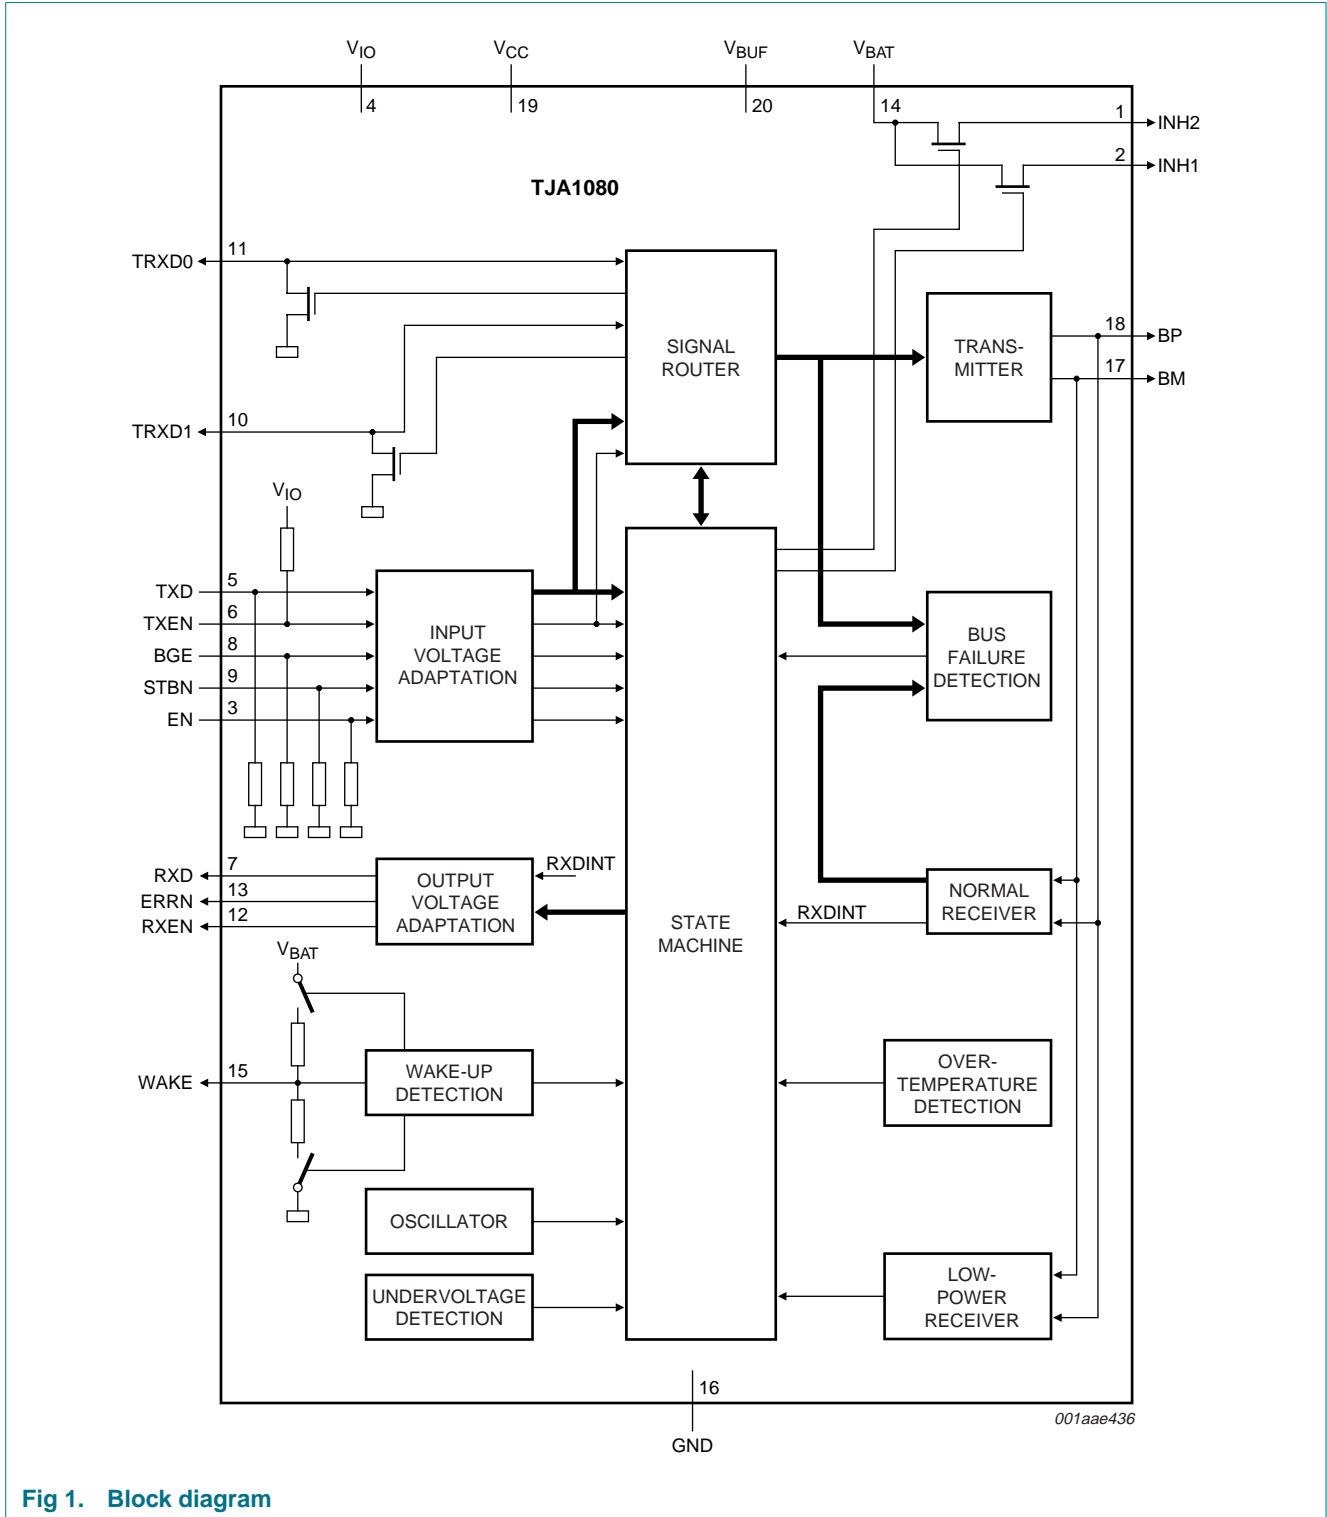 VIO
VCC
VBUF
VBAT
4
19
20
14
1
INH2
2
INH1
TJA1080
11
TRXD0
SIGNAL
ROUTER
TRANS-
MITTER
18
BP
17
BM
10
TRXD1
VIO
5
TXD
6
TXEN
8
BGE
9
STBN
3
EN
INPUT
VOLTAGE
ADAPTATION
BUS
FAILURE
DETECTION
7
RXD
13
ERRN
12
RXEN
OUTPUT
VOLTAGE
ADAPTATION
RXDINT
STATE
MACHINE
RXDINT
NORMAL
RECEIVER
VBAT
15
WAKE
WAKE-UP
DETECTION
OVER-
TEMPERATURE
DETECTION
OSCILLATOR
UNDERVOLTAGE
DETECTION
LOW-
POWER
RECEIVER
16
GND
001aae436
Fig 1. Block diagram